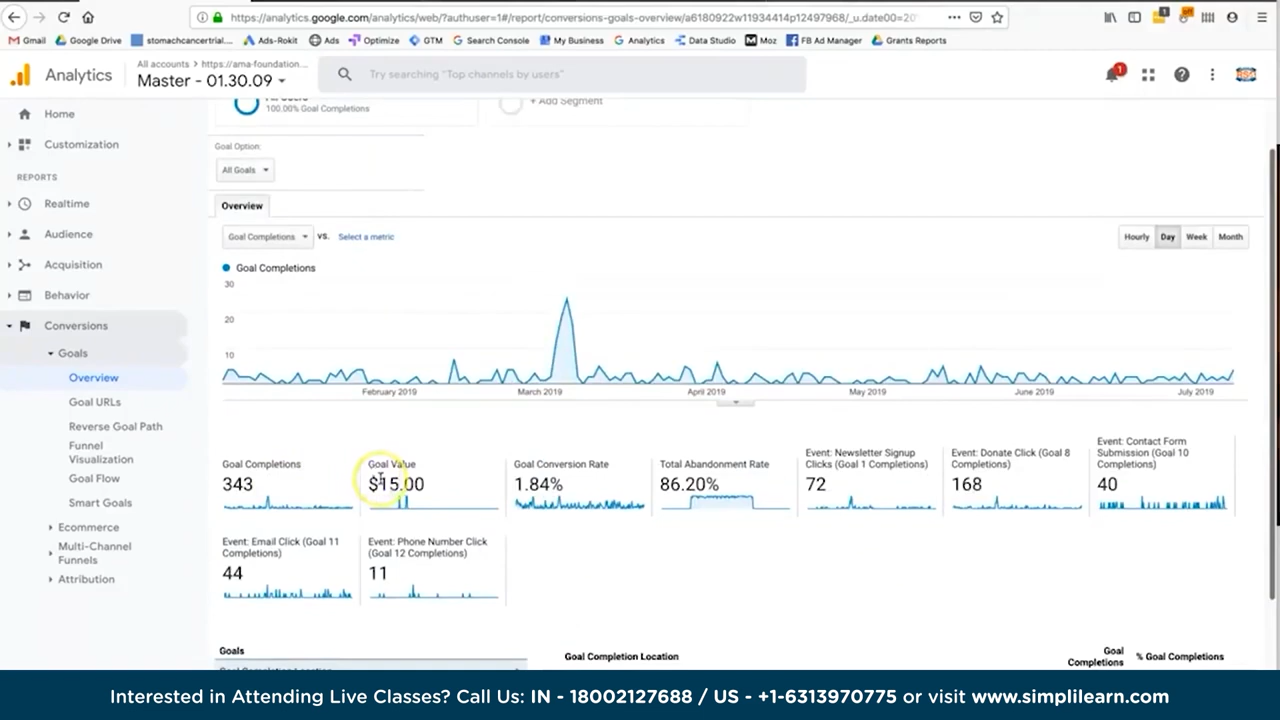 https://analytics.google.com/analytics/web/?authuser=1#/report/conversions-goals-overview/a6180922w11934414p12497968/_u.date00=20
Gmail Google Drive stomachcancertrial.... Ads-Rokit Ads Optimize GTM Search Console My Business Analytics Data Studio Moz FB Ad Manager Grants Reports
Analytics
All accounts > https://ama-foundation...
Master - 01.30.09
Try searching "Top channels by users"
1
100.00% Goal Completions
+ Add Segment
Home
Customization
REPORTS
Realtime
Audience
Acquisition
Behavior
Conversions
Goals
Overview
Goal URLs
Reverse Goal Path
Funnel
Visualization
Goal Flow
Smart Goals
Ecommerce
Multi-Channel
Funnels
Attribution
Goal Option:
All Goals
Overview
Goal Completions vs. Select a metric
Hourly Day Week Month
Goal Completions
30
20
10
February 2019 March 2019 April 2019 May 2019 June 2019 July 2019
Goal Completions
343
Goal Value
$15.00
Goal Conversion Rate
1.84%
Total Abandonment Rate
86.20%
Event: Newsletter Signup
Clicks (Goal 1 Completions)
72
Event: Donate Click (Goal 8
Completions)
168
Event: Contact Form
Submission (Goal 10
Completions)
40
Event: Email Click (Goal 11
Completions)
44
Event: Phone Number Click
(Goal 12 Completions)
11
Goals
Goal Completion Location
Goal Completion Location
Goal
Completions
% Goal Completions
Interested in Attending Live Classes? Call Us: IN - 18002127688 / US - +1-6313970775 or visit www.simplilearn.com